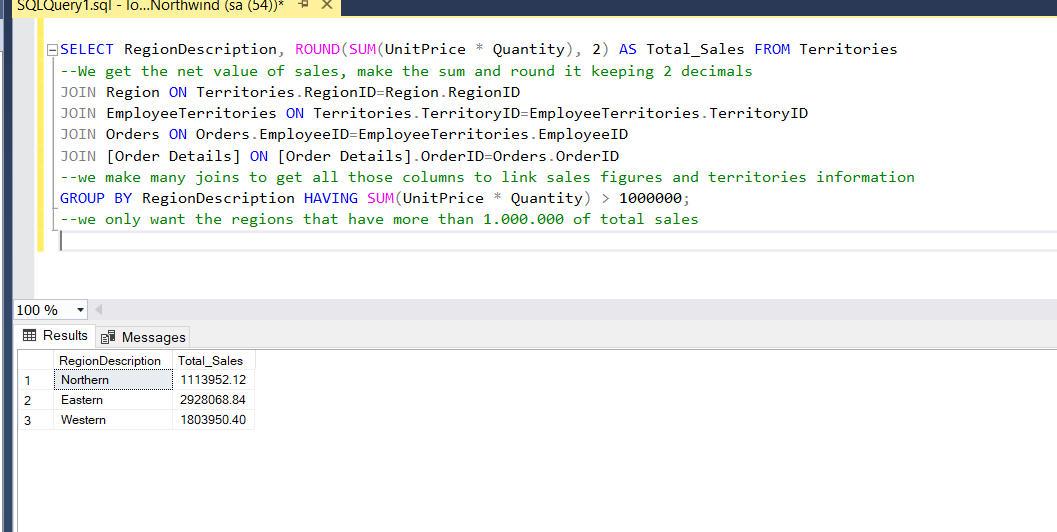 SQLQuery1.sql - lo...Northwind (sa (54))*
SELECT RegionDescription, ROUND(SUM(UnitPrice * Quantity), 2) AS Total_Sales FROM Territories
--We get the net value of sales, make the sum and round it keeping 2 decimals
JOIN Region ON Territories.RegionID=Region.RegionID
JOIN EmployeeTerritories ON Territories.TerritoryID=EmployeeTerritories.TerritoryID
JOIN Orders ON Orders.EmployeeID=EmployeeTerritories.EmployeeID
JOIN [Order Details] ON [Order Details].OrderID=Orders.OrderID
--we make many joins to get all those columns to link sales figures and territories information
GROUP BY RegionDescription HAVING SUM(UnitPrice * Quantity) > 1000000;
--we only want the regions that have more than 1.000.000 of total sales
100 %
Results Messages
RegionDescription Total_Sales
1 Northern 1113952.12
2 Eastern 2928068.84
3 Western 1803950.40